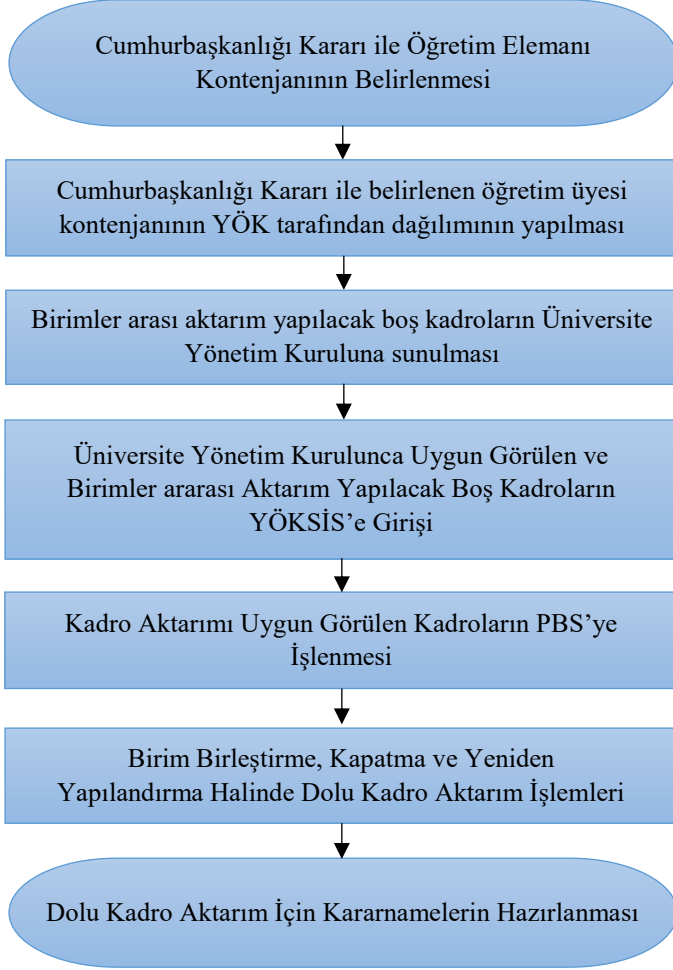 Cumhurbaşkanlığı Kararı ile Öğretim Elemanı
Kontenjanının Belirlenmesi
Cumhurbaşkanlığı Kararı ile belirlenen öğretim üyesi
kontenjanının YÖK tarafından dağılımının yapılması
Birimler arası aktarım yapılacak boş kadroların Üniversite
Yönetim Kuruluna sunulması
Üniversite Yönetim Kurulunca Uygun Görülen ve
Birimler ararası Aktarım Yapılacak Boş Kadroların
YÖKSİS’e Girişi
Kadro Aktarımı Uygun Görülen Kadroların PBS’ye
İşlenmesi
Birim Birleştirme, Kapatma ve Yeniden
Yapılandırma Halinde Dolu Kadro Aktarım İşlemleri
Dolu Kadro Aktarım İçin Kararnamelerin Hazırlanması